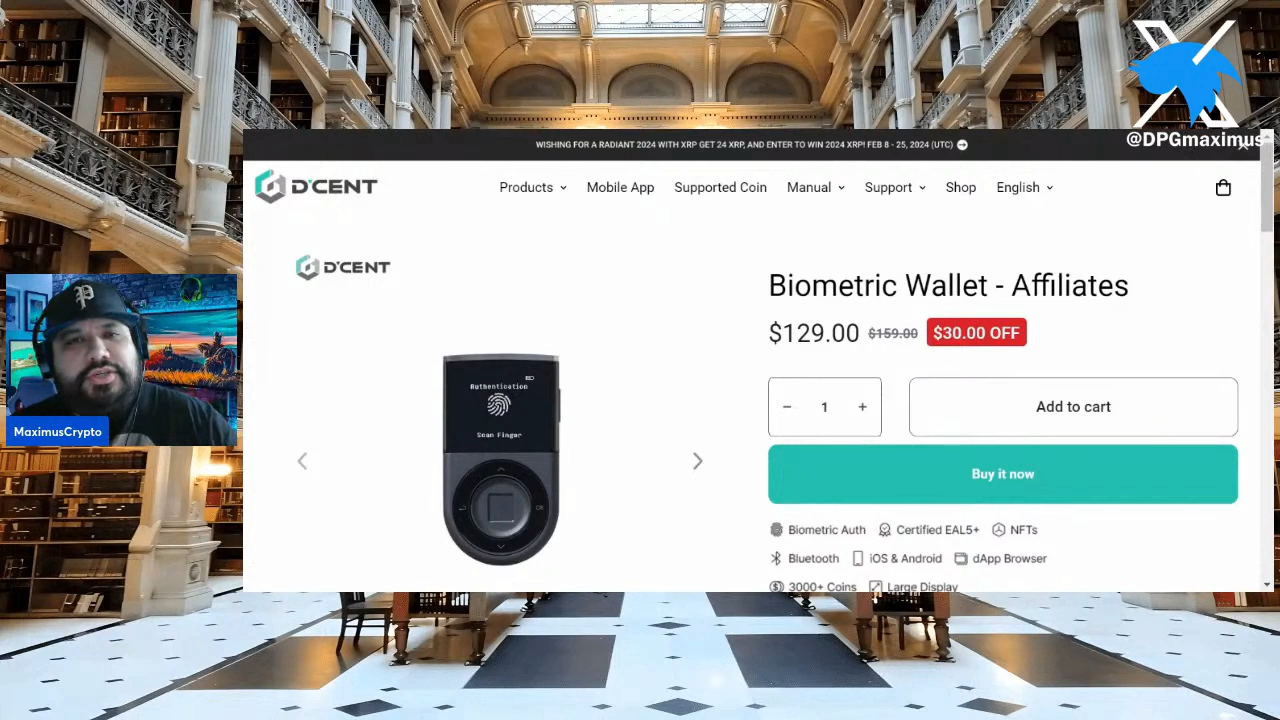 @DPGmaximus
WISHING FOR A RADIANT 2024 WITH XRP GET 24 XRP, AND ENTER TO WIN 2024 XRP! FEB 8 - 25, 2024 (UTC)
D'CENT
Products
Mobile App
Supported Coin
Manual
Support
Shop
English
D'CENT
Biometric Wallet - Affiliates
$129.00 $159.00 $30.00 OFF
Authentication
Scan Finger
1
Add to cart
Buy it now
Biometric Auth
Certified EAL5+
NFTs
Bluetooth
iOS & Android
dApp Browser
3000+ Coins
Large Display
P
OK
MaximusCrypto